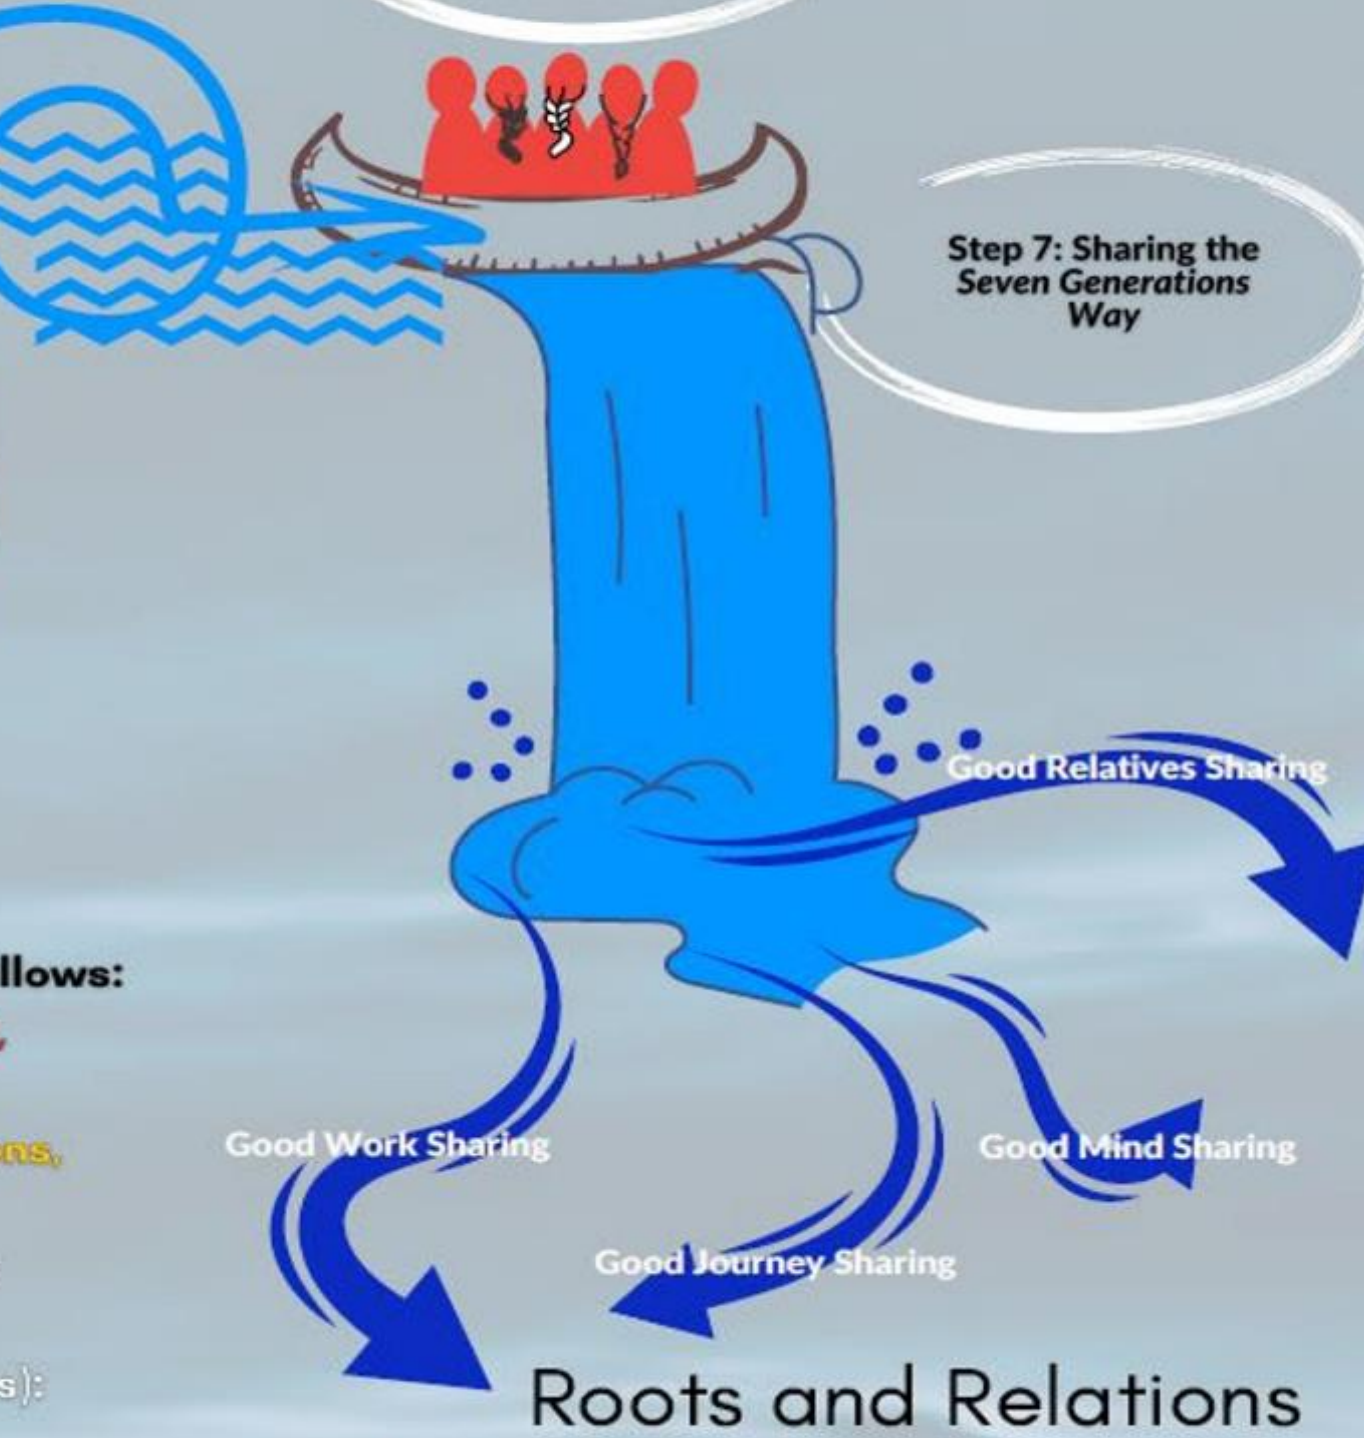 Step 7: Sharing the
Seven Generations
Way
Good Relatives Sharing
llows:
ns,
Good Work Sharing
Good Mind Sharing
Good Journey Sharing
s):
Roots and Relations